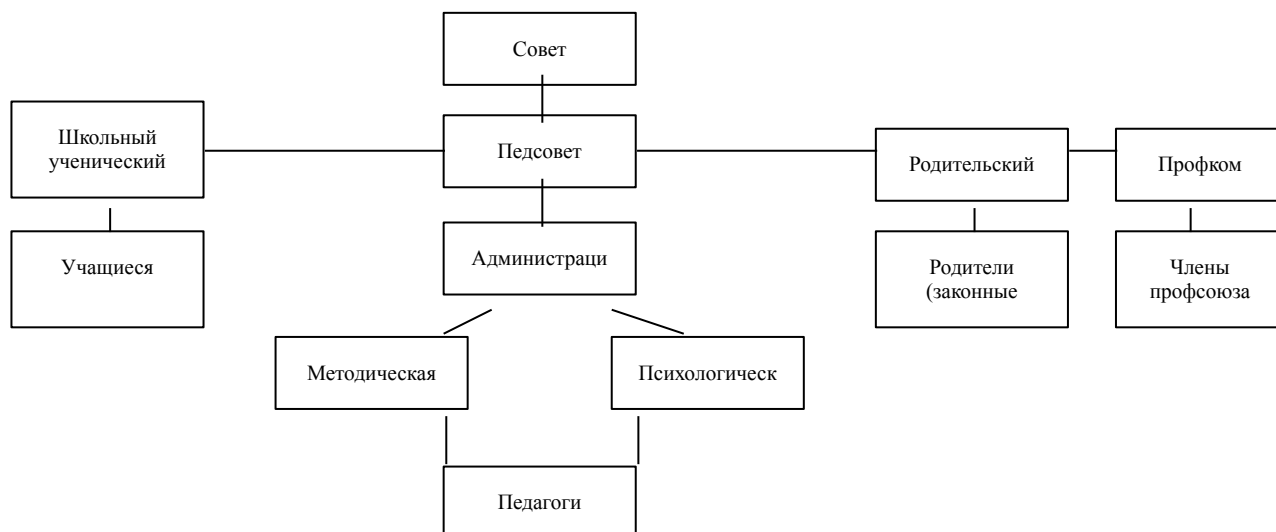 Совет
Школьный
ученический
Педсовет
Родительский
Профком
Учащиеся
Администраци
Родители
(законные
Члены
профсоюза
Методическая
Психологическ
Педагоги